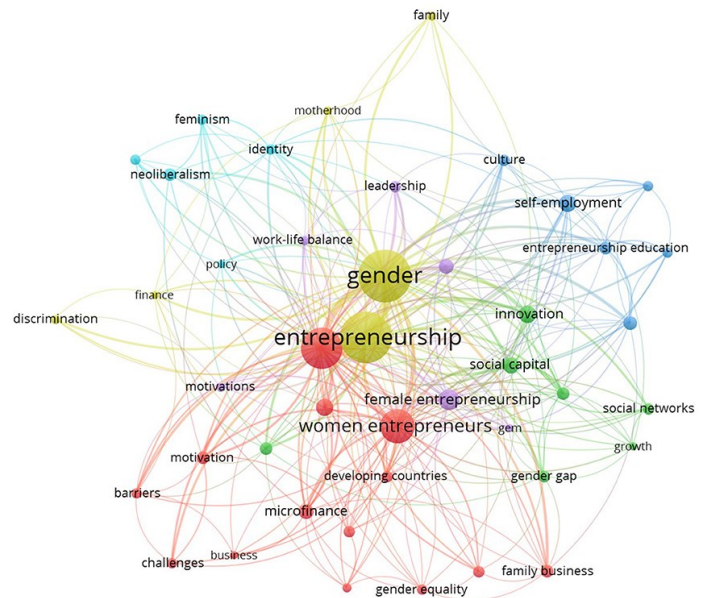 family
motherhood
feminism
identity
culture
neoliberalism
leadership
self-employment
work-life balance
entrepreneurship education
policy
gender
finance
discrimination
innovation
entrepreneurship
social capital
motivations
female entrepreneurship
social networks
women entrepreneurs
gem
growth
motivation
developing countries
gender gap
barriers
microfinance
business
challenges
family business
gender equality